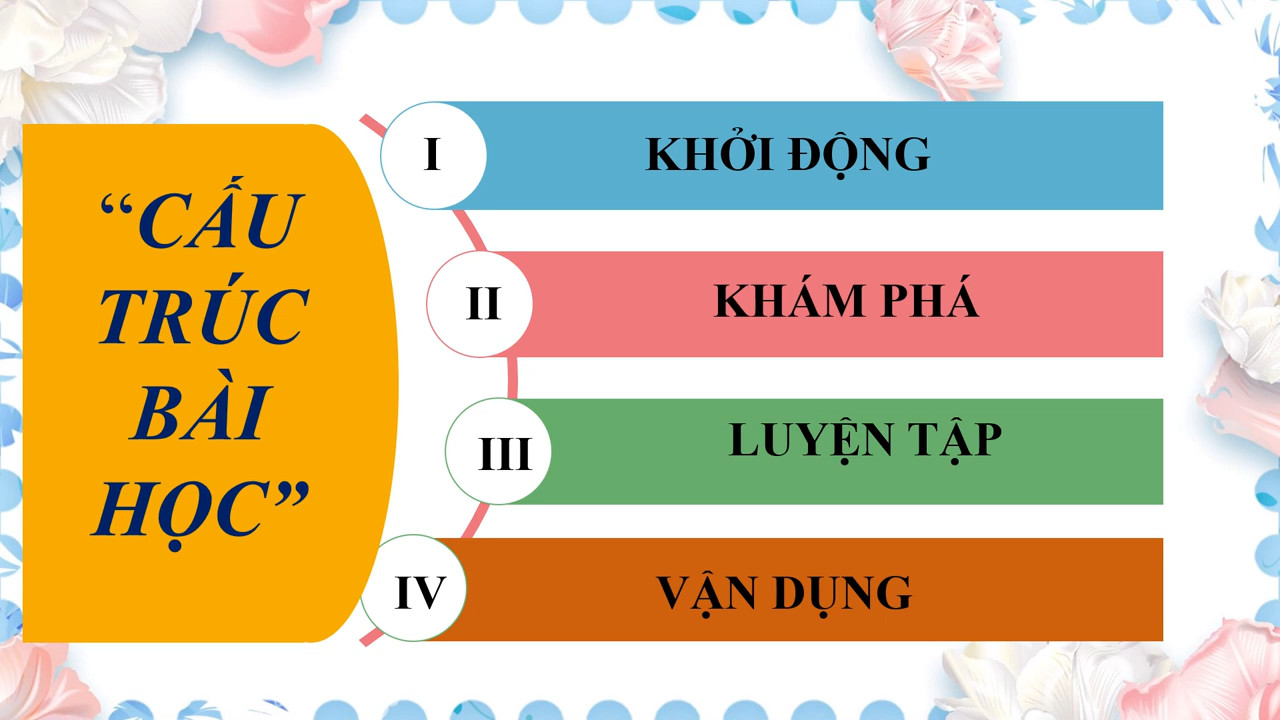 “CẤU
TRÚC
BÀI
HỌC”
I
KHỞI ĐỘNG
II
KHÁM PHÁ
III
LUYỆN TẬP
IV
VẬN DỤNG